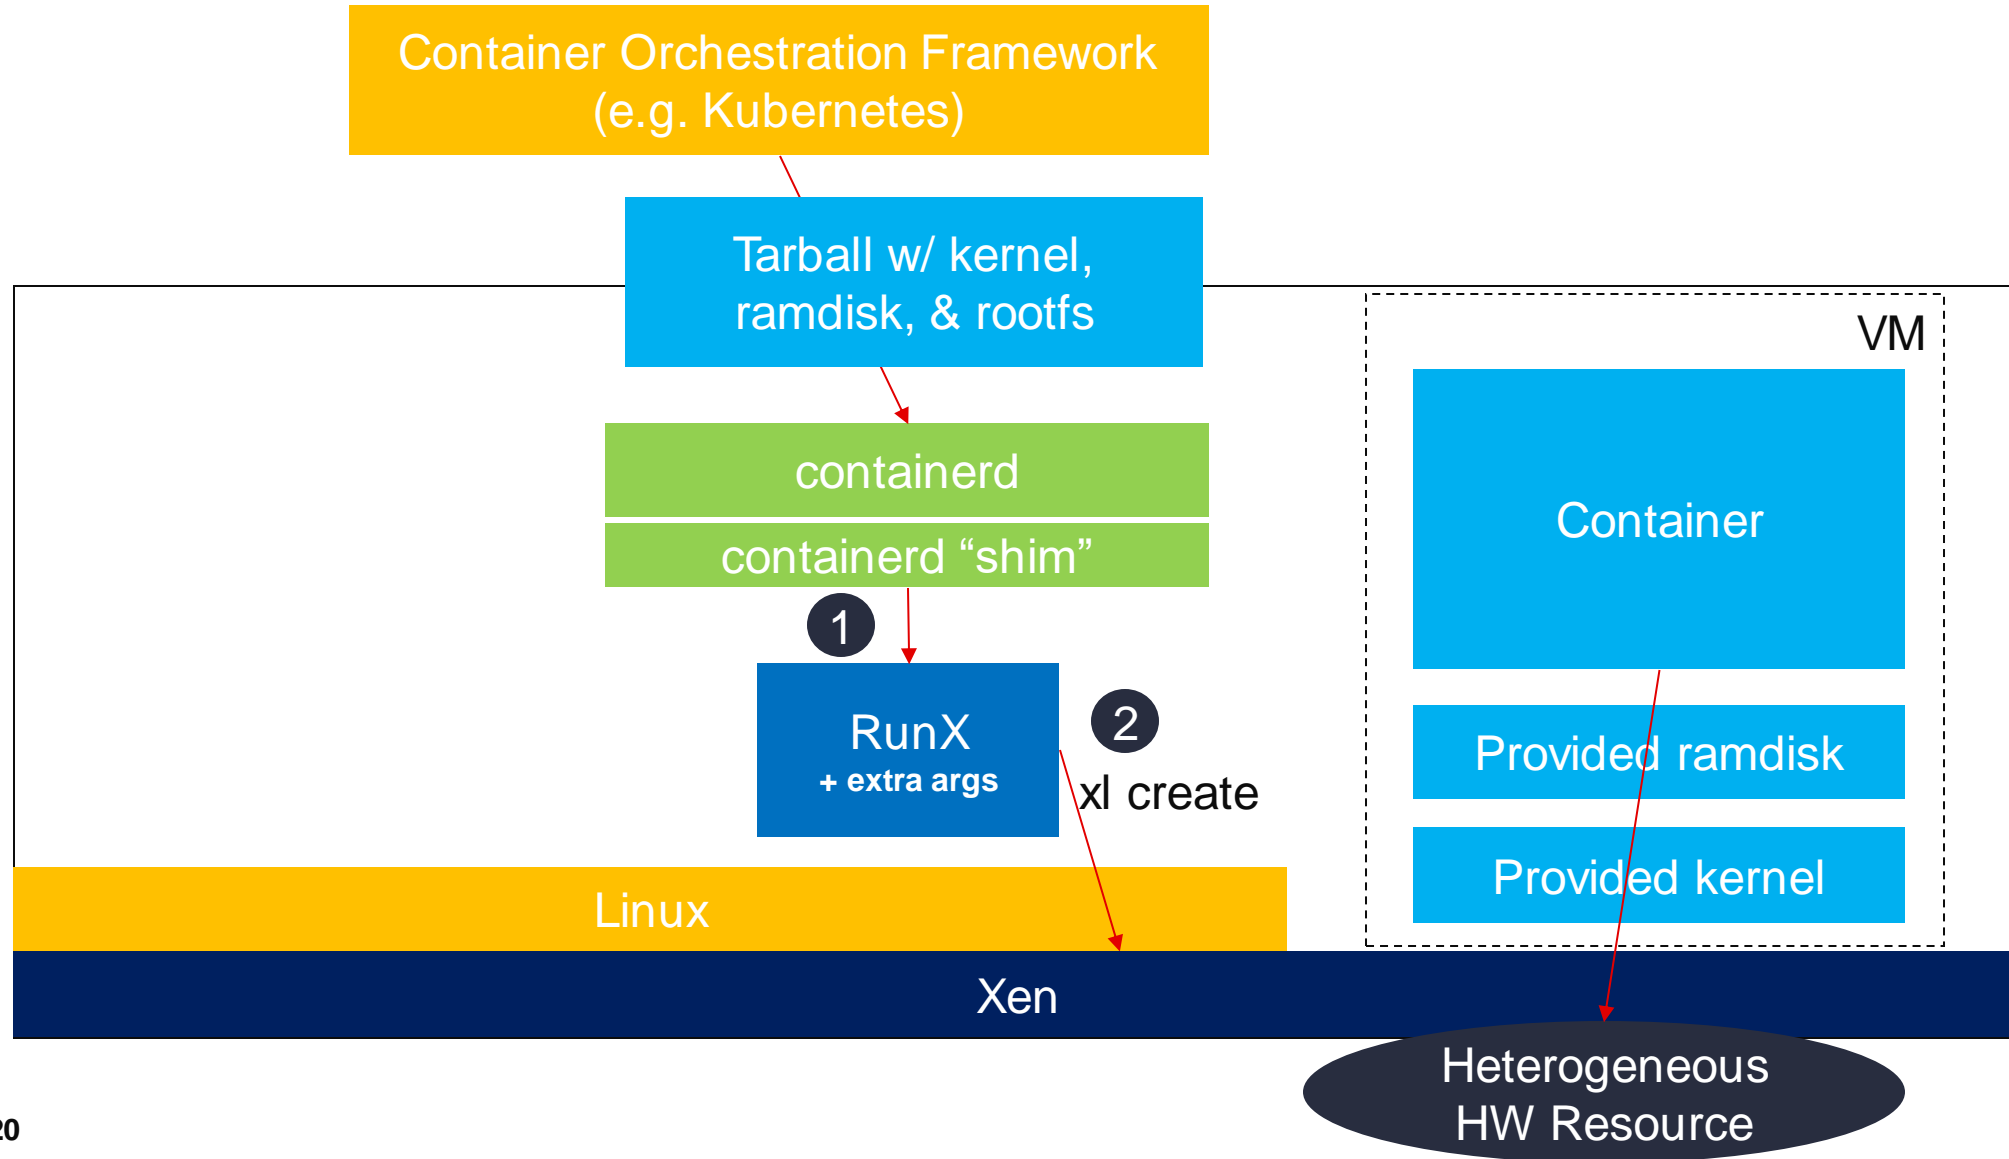 Container Orchestration Framework
(e.g. Kubernetes)
Tarball w/ kernel,
ramdisk, & rootfs
VM
containerd
Container
containerd “shim”
1
RunX
+ extra args
2
xl create
Provided ramdisk
Provided kernel
Linux
Xen
Heterogeneous
HW Resource
20